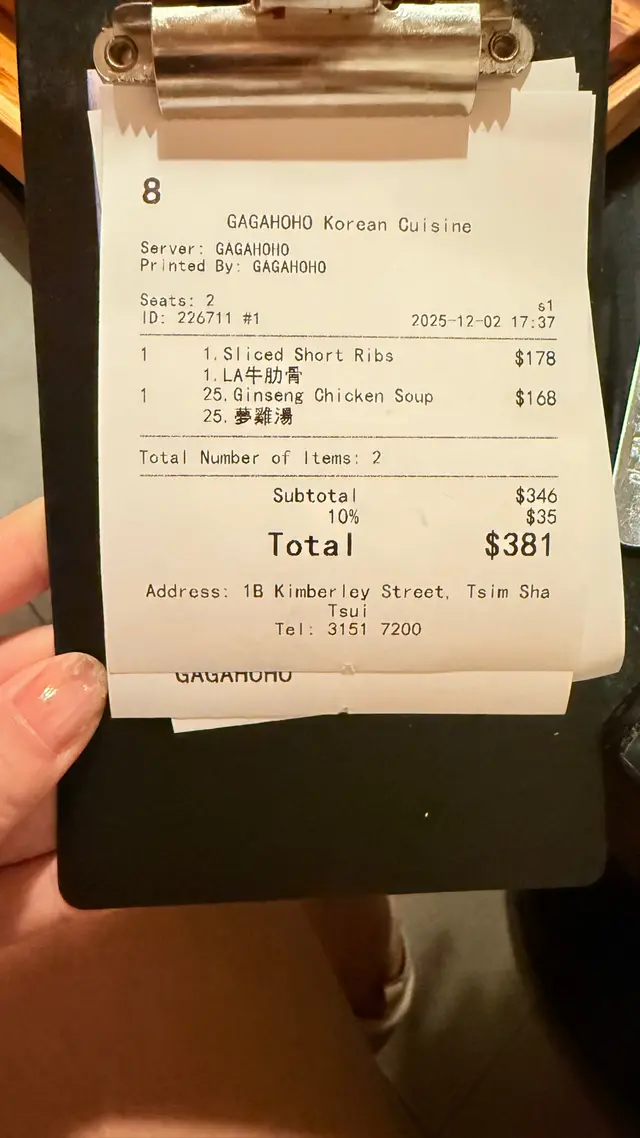 8
GAGAHOHO Korean Cuisine
Server: GAGAHOHO
Printed By: GAGAHOHO
Seats: 2 s1
ID: 226711 #1 2025-12-02 17:37
1 1. Sliced Short Ribs $178
1. LA牛肋骨
1 25. Ginseng Chicken Soup $168
25. 蔘雞湯
Total Number of Items: 2
Subtotal $346
10% $35
Total $381
Address: 1B Kimberley Street, Tsim Sha
Tsui
Tel: 3151 7200
GAGAHOHO